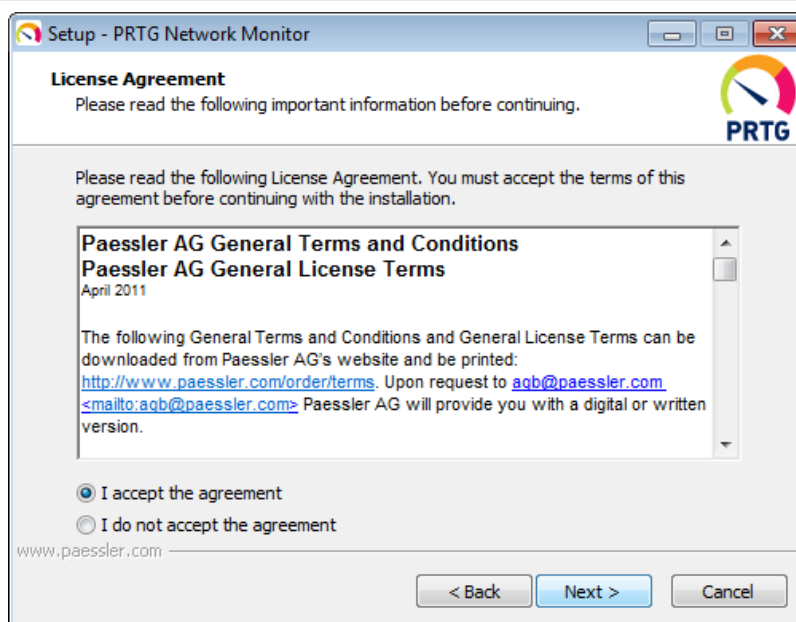 Setup - PRTG Network Monitor
License Agreement
Please read the following important information before continuing.
PRTG
Please read the following License Agreement. You must accept the terms of this
agreement before continuing with the installation.
Paessler AG General Terms and Conditions
Paessler AG General License Terms
April 2011
The following General Terms and Conditions and General License Terms can be
downloaded from Paessler AG's website and be printed:
http://www.paessler.com/order/terms. Upon request to agb@paessler.com
<mailto:agb@paessler.com> Paessler AG will provide you with a digital or written
version.
I accept the agreement
I do not accept the agreement
www.paessler.com
< Back Next > Cancel